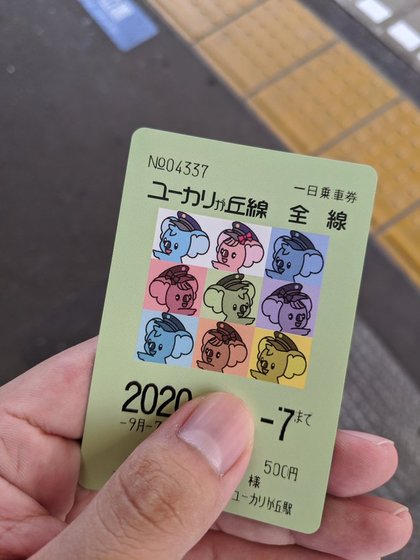 №04337
一日乗車券
ユーカリが丘線 全線
2020 -7まで
-9月-7
500円
様
ユーカリが丘駅